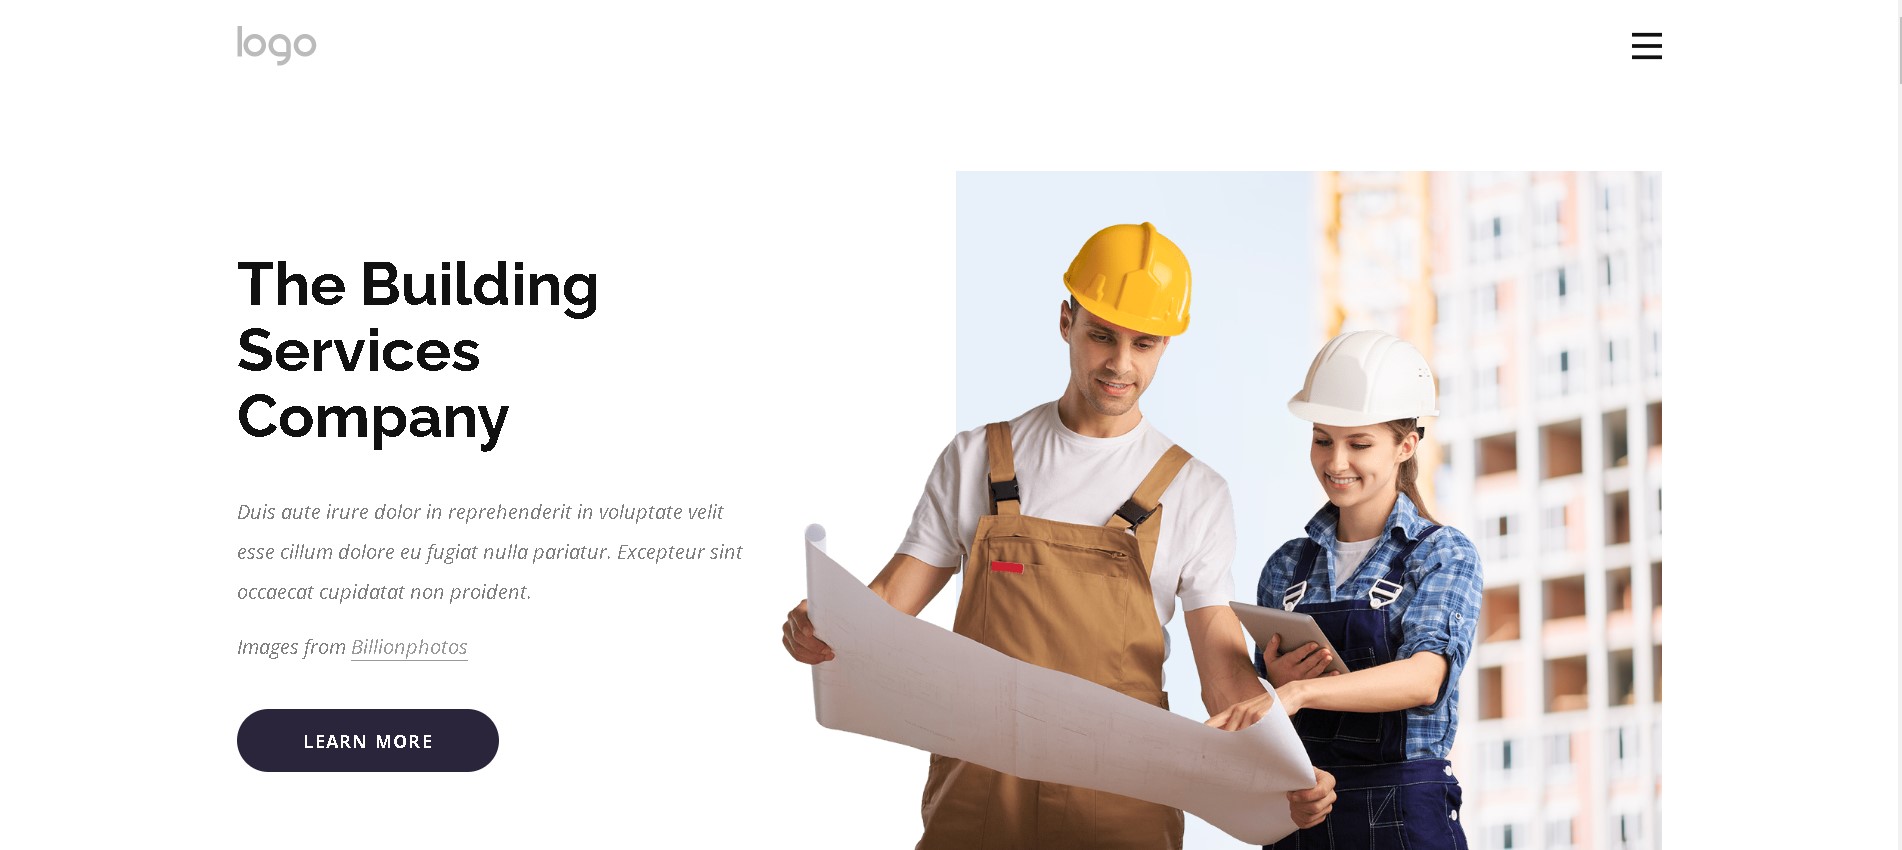 logo
The Building
Services
Company
Duis aute irure dolor in reprehenderit in voluptate velit
esse cillum dolore eu fugiat nulla pariatur. Excepteur sint
occaecat cupidatat non proident.
Images from Billionphotos
LEARN MORE